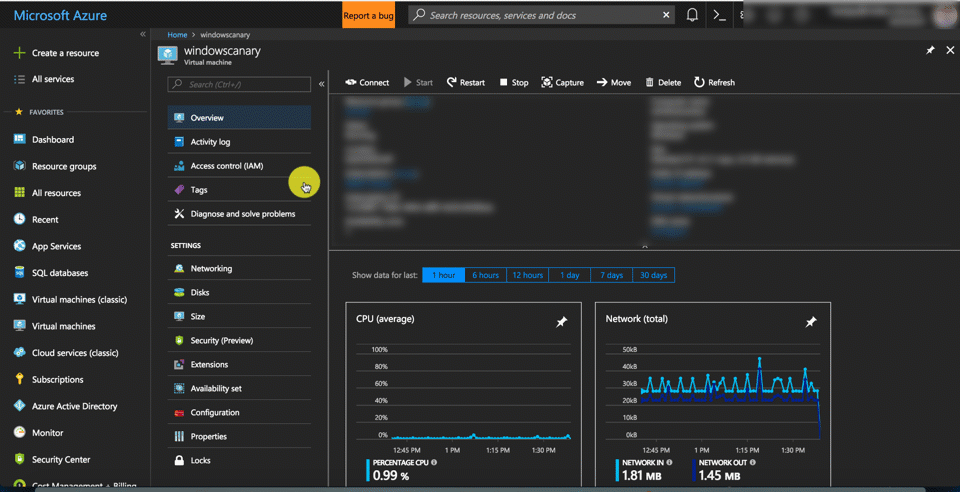 Microsoft Azure
Report a bug
Search resources, services and docs
Home
windowscanary
windowscanary
Virtual machine
Create a resource
All services
FAVORITES
Dashboard
Resource groups
All resources
Recent
App Services
SQL databases
Virtual machines (classic)
Virtual machines
Cloud services (classic)
Subscriptions
Azure Active Directory
Monitor
Security Center
Cost Management + Billing
Search (Ctrl+/)
Overview
Activity log
Access control (IAM)
Tags
Diagnose and solve problems
SETTINGS
Networking
Disks
Size
Security (Preview)
Extensions
Availability set
Configuration
Properties
Locks
Connect Start Restart Stop Capture Move Delete Refresh
Show data for last: 1 hour 6 hours 12 hours 1 day 7 days 30 days
CPU (average)
100%
80%
60%
40%
20%
0%
12:45 PM 1 PM 1:15 PM 1:30 PM
PERCENTAGE CPU
0.99 %
Network (total)
50kB
40kB
30kB
20kB
10kB
0kB
12:45 PM 1 PM 1:15 PM 1:30 PM
NETWORK IN NETWORK OUT
1.81 MB 1.45 MB